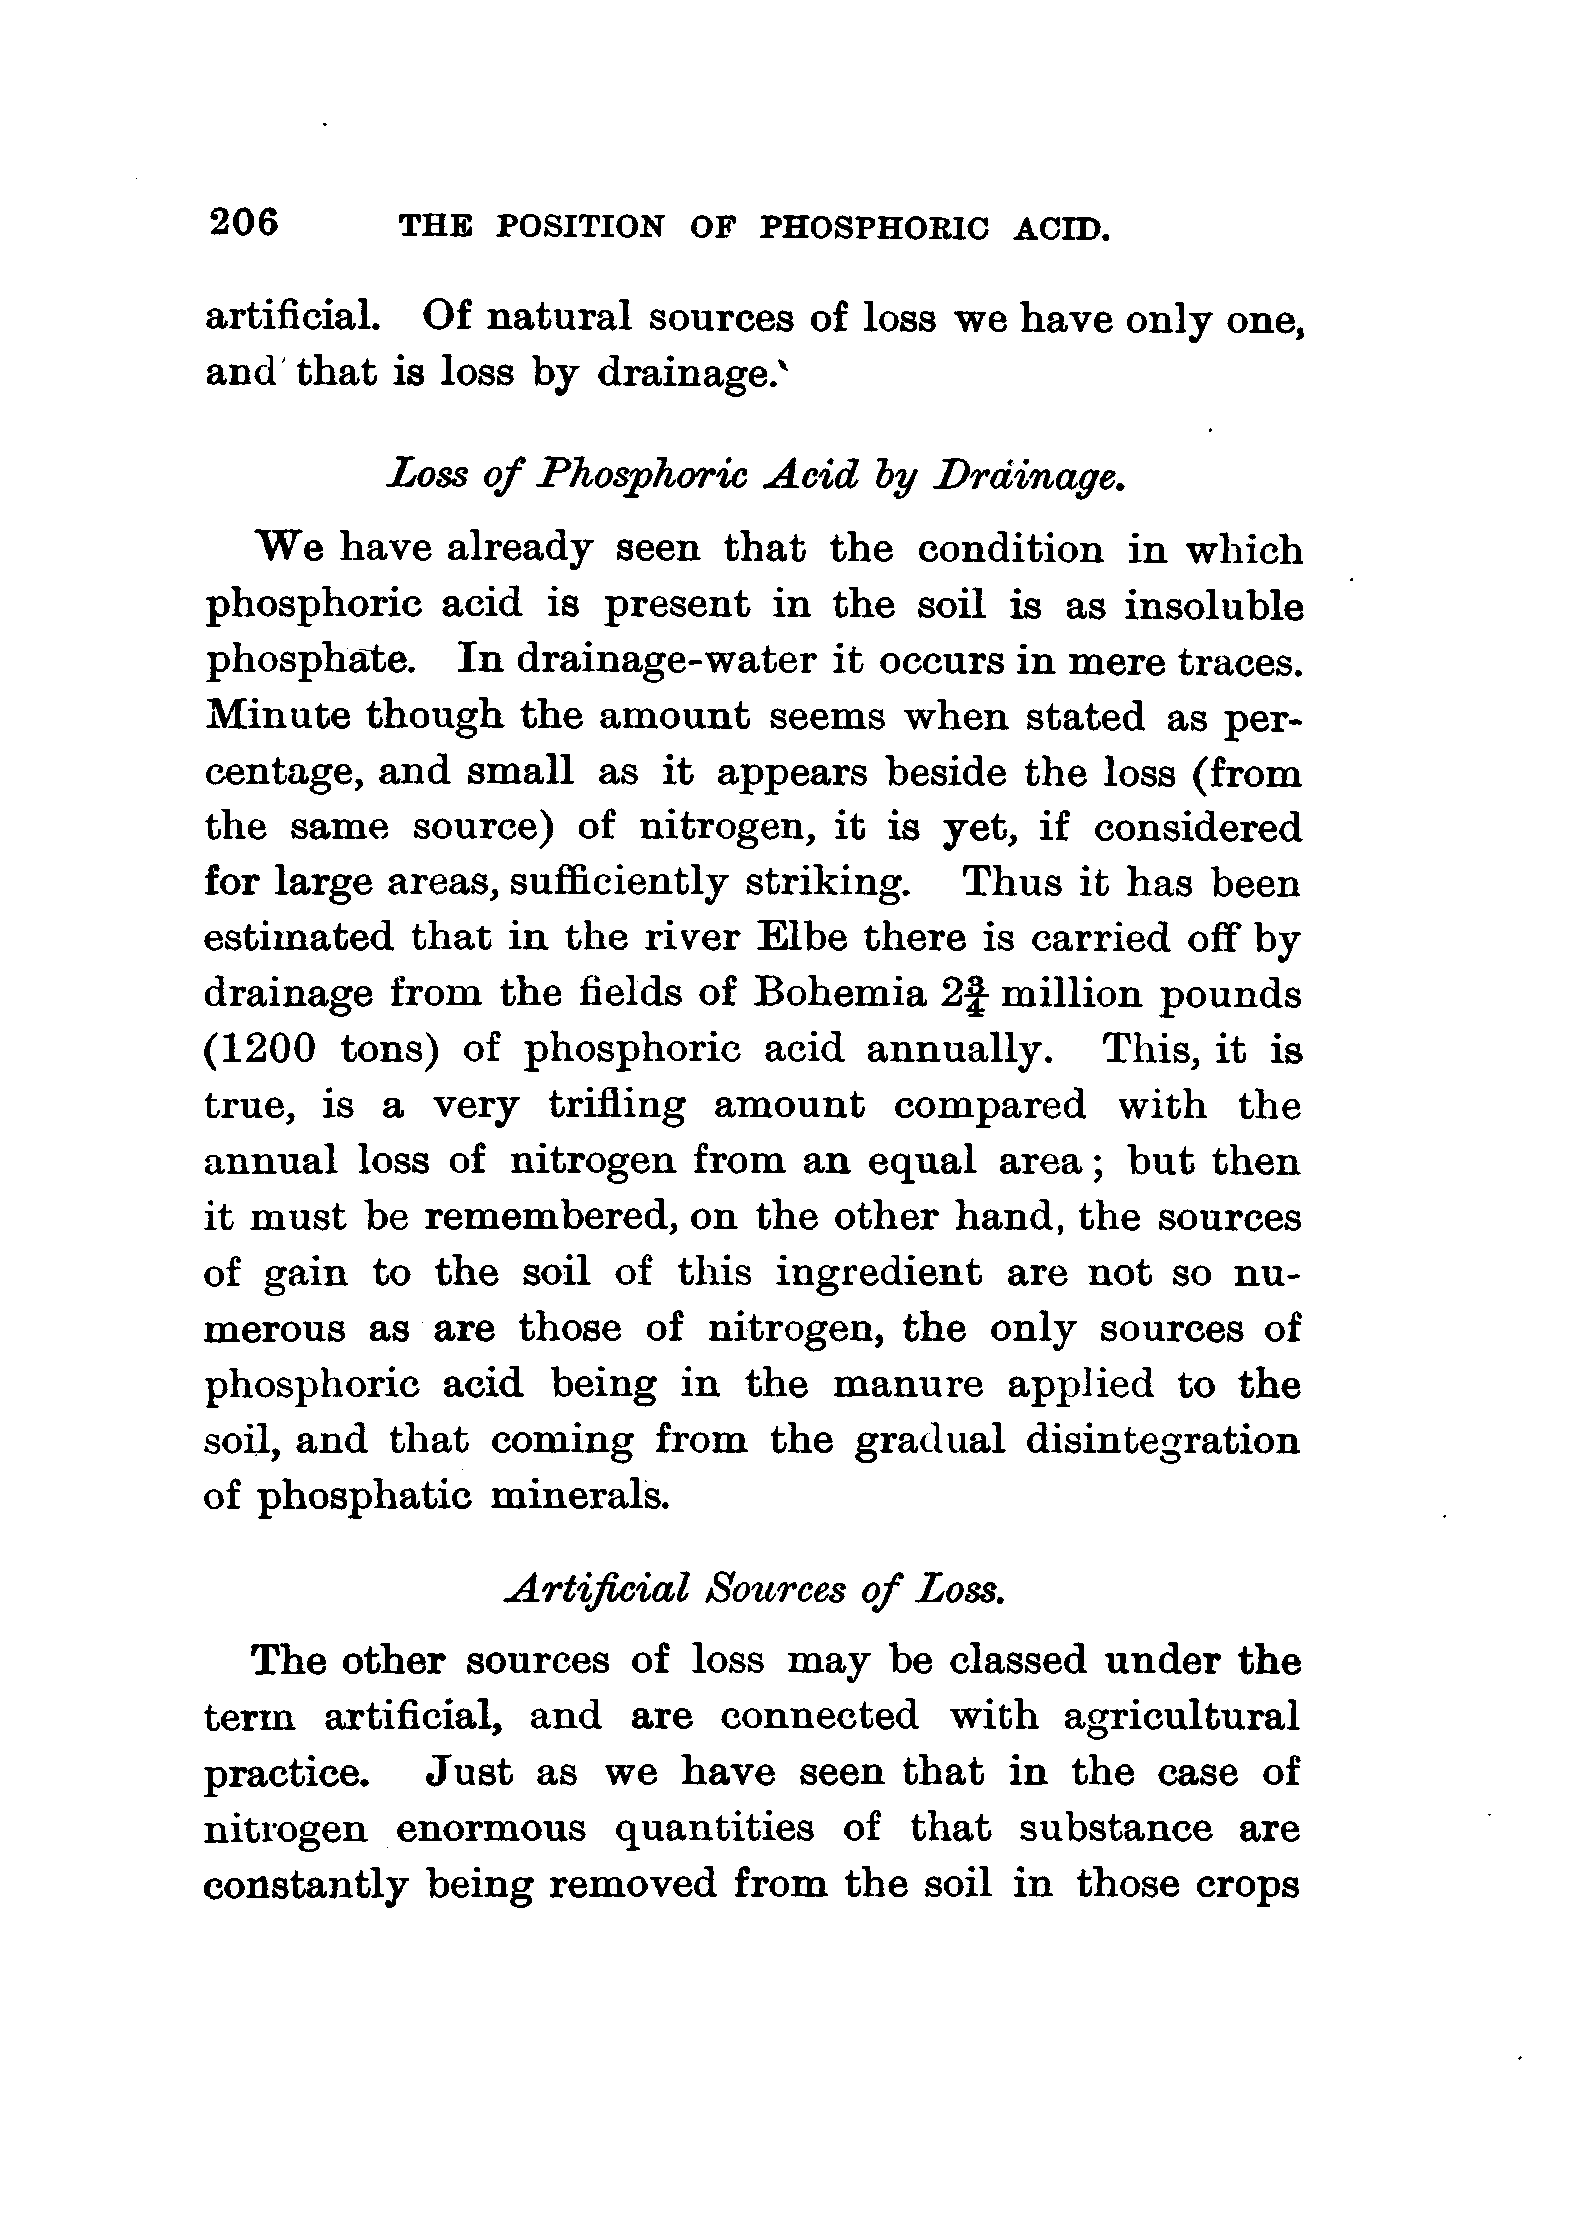 206 THE POSITION OF PHOSPHORIC ACID.
artificial. Of natural sources of loss we have only one,
and that is loss by drainage.
Loss of Phosphoric Acid by Drainage.
We have already seen that the condition in which
phosphoric acid is present in the soil is as insoluble
phosphate. In drainage-water it occurs in mere traces.
Minute though the amount seems when stated as per-
centage, and small as it appears beside the loss (from
the same source) of nitrogen, it is yet, if considered
for large areas, sufficiently striking. Thus it has been
estimated that in the river Elbe there is carried off by
drainage from the fields of Bohemia 2¾ million pounds
(1200 tons) of phosphoric acid annually. This, it is
true, is a very trifling amount compared with the
annual loss of nitrogen from an equal area; but then
it must be remembered, on the other hand, the sources
of gain to the soil of this ingredient are not so nu-
merous as are those of nitrogen, the only sources of
phosphoric acid being in the manure applied to the
soil, and that coming from the gradual disintegration
of phosphatic minerals.
Artificial Sources of Loss.
The other sources of loss may be classed under the
term artificial, and are connected with agricultural
practice. Just as we have seen that in the case of
nitrogen enormous quantities of that substance are
constantly being removed from the soil in those crops